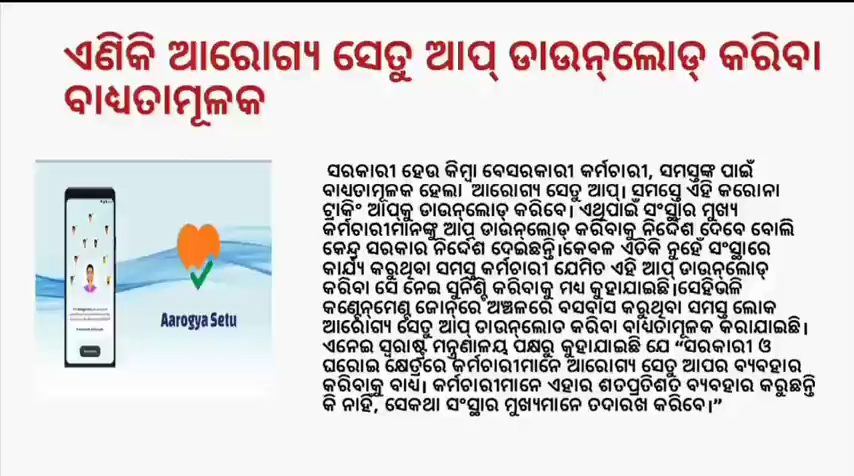 ଏଣିକି ଆରୋଗ୍ୟ ସେତୁ ଆପ୍ ଡାଉନ୍‌ଲୋଡ୍ କରିବା
ବାଧ୍ୟତାମୂଳକ
ସରକାରୀ ହେଉ କିମ୍ବା ବେସରକାରୀ କର୍ମଚାରୀ, ସମସ୍ତଙ୍କ ପାଇଁ
ବାଧ୍ୟତାମୂଳକ ହେଲା ଆରୋଗ୍ୟ ସେତୁ ଆପ୍। ସମସ୍ତେ ଏହି କରୋନା
ଟ୍ରାକିଂ ଆପ୍‌କୁ ଡାଉନ୍‌ଲୋଡ୍ କରିବେ। ଏଥିପାଇଁ ସଂସ୍ଥାର ମୁଖ୍ୟ
କର୍ମଚାରୀମାନଙ୍କୁ ଆପ୍ ଡାଉନ୍‌ଲୋଡ୍ କରିବାକୁ ନିର୍ଦ୍ଦେଶ ଦେବେ ବୋଲି
କେନ୍ଦ୍ର ସରକାର ନିର୍ଦ୍ଦେଶ ଦେଇଛନ୍ତି।କେବଳ ଏତିକି ନୁହେଁ ସଂସ୍ଥାରେ
କାର୍ଯ୍ୟ କରୁଥିବା ସମସ୍ତ କର୍ମଚାରୀ ଯେମିତି ଏହି ଆପ୍ ଡାଉନ୍‌ଲୋଡ୍
କରିବା ସେ ନେଇ ସୁନିଶ୍ଚି କରିବାକୁ ମଧ୍ୟ କୁହାଯାଇଛି।ସେହିଭଳି
କଣ୍ଟେନ୍‌ମେଣ୍ଟ ଜୋନ୍‌ରେ ଅଞ୍ଚଳରେ ବସବାସ କରୁଥିବା ସମସ୍ତ ଲୋକ
ଆରୋଗ୍ୟ ସେତୁ ଆପ୍ ଡାଉନ୍‌ଲୋଡ କରିବା ବାଧ୍ୟତାମୂଳକ କରାଯାଇଛି।
ଏନେଇ ସ୍ୱରାଷ୍ଟ୍ର ମନ୍ତ୍ରଣାଳୟ ପକ୍ଷରୁ କୁହାଯାଇଛି ଯେ “ସରକାରୀ ଓ
ଘରୋଇ କ୍ଷେତ୍ରରେ କର୍ମଚାରୀମାନେ ଆରୋଗ୍ୟ ସେତୁ ଆପର ବ୍ୟବହାର
କରିବାକୁ ବାଧ୍ୟ। କର୍ମଚାରୀମାନେ ଏହାର ଶତପ୍ରତିଶତ ବ୍ୟବହାର କରୁଛନ୍ତି
କି ନାହିଁ, ସେକଥା ସଂସ୍ଥାର ମୁଖ୍ୟମାନେ ତଦାରଖ କରିବେ।”
Aarogya Setu